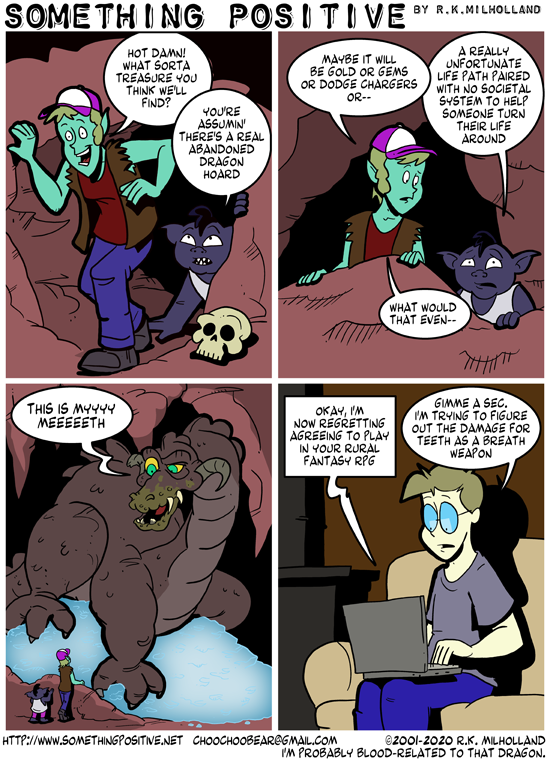 SOMETHING POSITIVE BY R.K.MILHOLLAND
HOT DAMN!
WHAT SORTA
TREASURE YOU
THINK WE'LL
FIND?
YOU'RE
ASSUMIN'
THERE'S A REAL
ABANDONED
DRAGON
HOARD
MAYBE IT WILL
BE GOLD OR GEMS
OR DODGE CHARGERS
OR--
A REALLY
UNFORTUNATE
LIFE PATH PAIRED
WITH NO SOCIETAL
SYSTEM TO HELP
SOMEONE TURN
THEIR LIFE
AROUND
WHAT WOULD
THAT EVEN--
THIS IS MYYYY
MEEEEETH
OKAY, I'M
NOW REGRETTING
AGREEING TO PLAY
IN YOUR RURAL
FANTASY RPG
GIMME A SEC.
I'M TRYING TO FIGURE
OUT THE DAMAGE FOR
TEETH AS A BREATH
WEAPON
HTTP://WWW.SOMETHINGPOSITIVE.NET CHOOCHOOBEAR@GMAIL.COM ©2001-2020 R.K. MILHOLLAND
I'M PROBABLY BLOOD-RELATED TO THAT DRAGON.